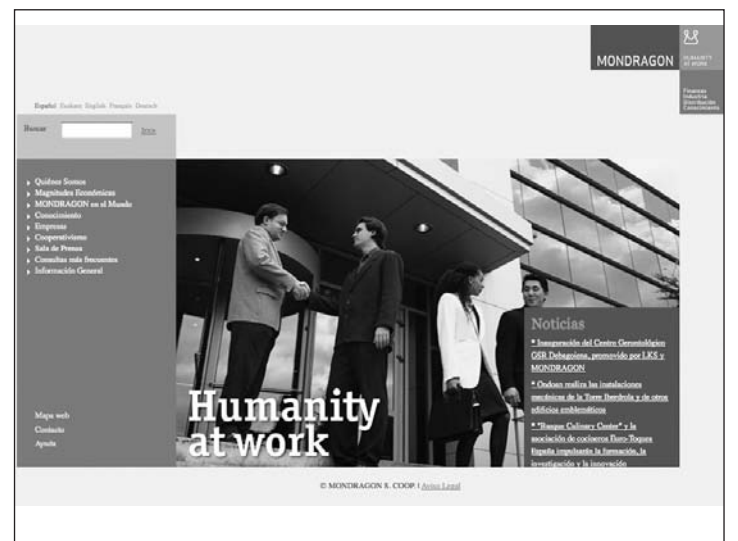 MONDRAGON
HUMANITY
AT WORK
Finanzas
Industria
Distribución
Conocimiento
Español Euskara English Français Deutsch
Buscar
Quiénes Somos
Magnitudes Económicas
MONDRAGON en el Mundo
Conocimiento
Empresas
Cooperativismo
Sala de Prensa
Consultas más frecuentes
Información General
Mapa web
Contacto
Ayuda
Humanity
at work
Noticias
* Inauguración del Centro Gerontológico
GSR Debagoiena, promovido por LKS y
MONDRAGON
* Ondoan realiza las instalaciones
mecánicas de la Torre Iberdrola y de otros
edificios emblemáticos
* "Basque Culinary Center" y la
asociación de cocineros Euro-Toques
España impulsarán la formación, la
investigación y la innovación
© MONDRAGON S. COOP. | Aviso Legal